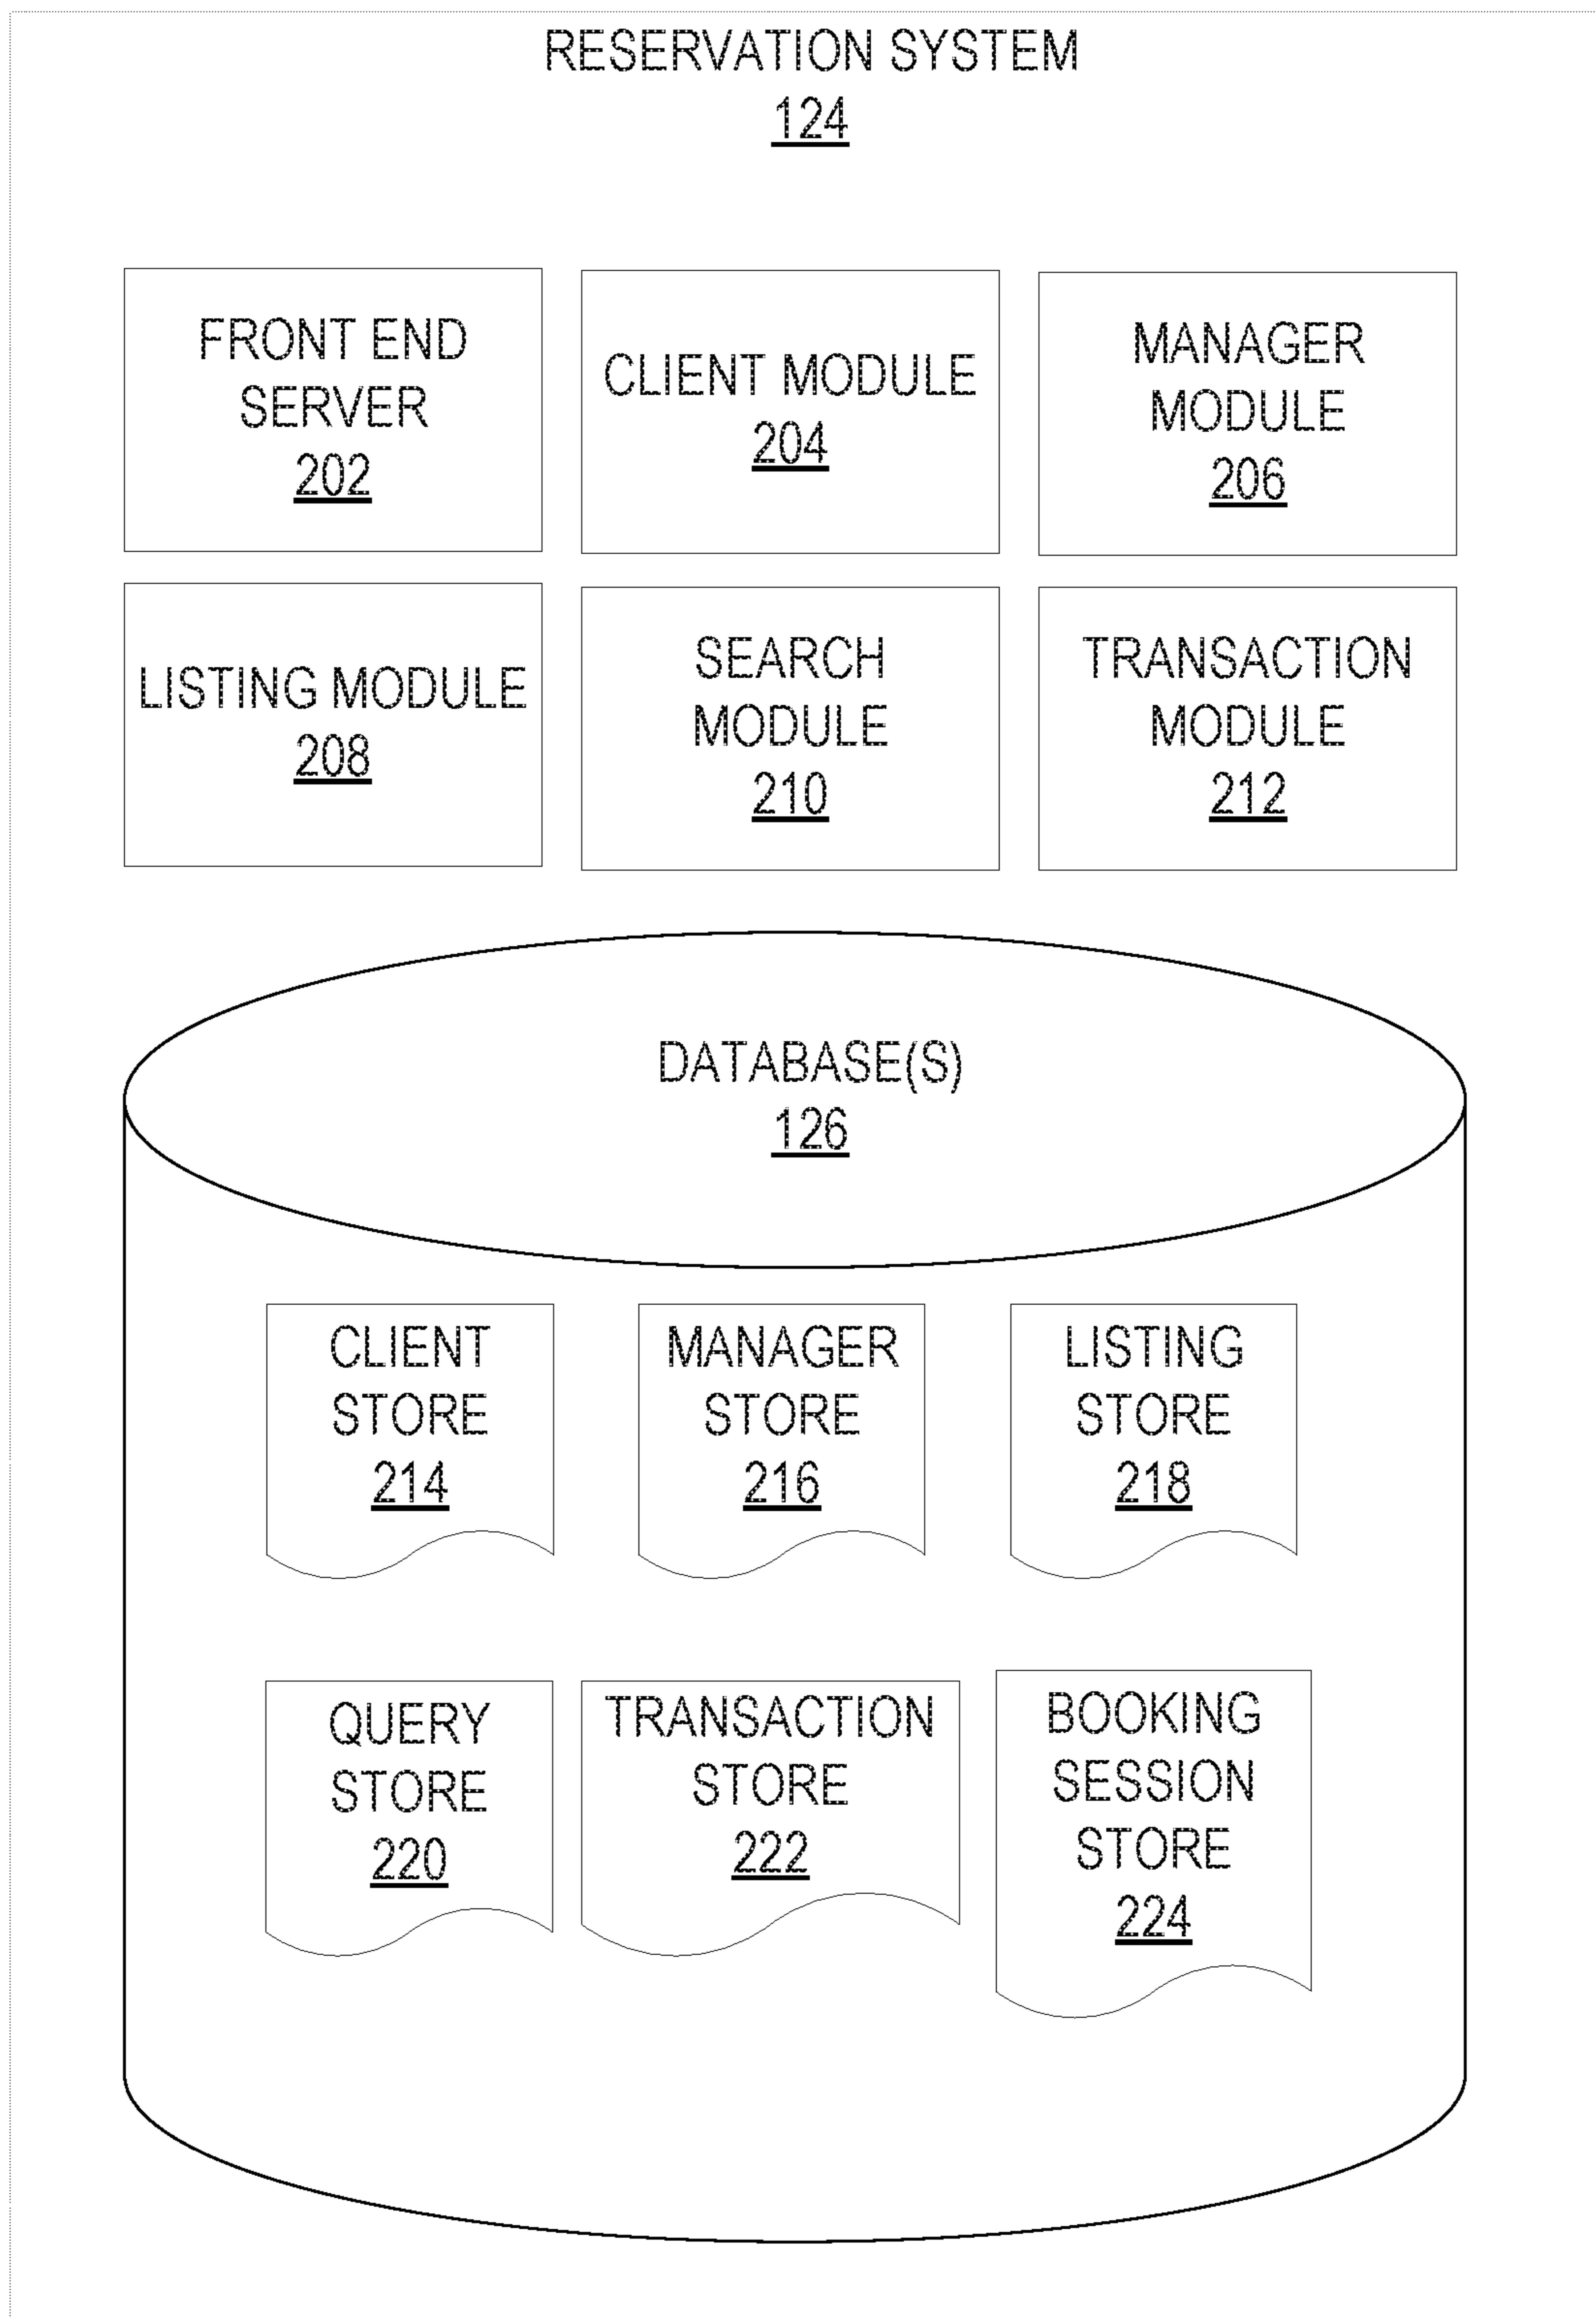 RESERVATION SYSTEM
124
FRONT END
SERVER
202
CLIENT MODULE
204
MANAGER
MODULE
206
LISTING MODULE
208
SEARCH
MODULE
210
TRANSACTION
MODULE
212
DATABASE(S)
126
CLIENT
STORE
214
MANAGER
STORE
216
LISTING
STORE
218
QUERY
STORE
220
TRANSACTION
STORE
222
BOOKING
SESSION
STORE
224